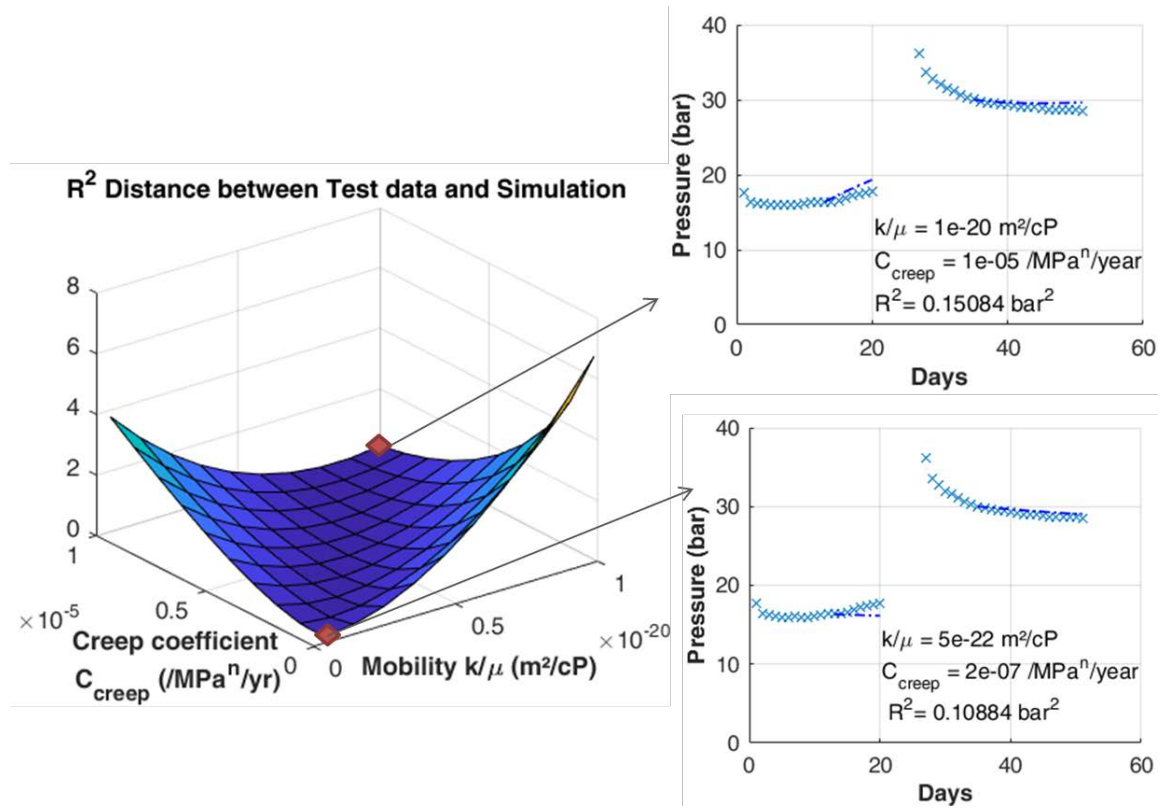 R² Distance between Test data and Simulation
8
6
4
2
0
1
0.5
0
×10⁻⁵
Creep coefficient
C_creep (/MPaⁿ/yr)
0
0.5
1
×10⁻²⁰
Mobility k/μ (m²/cP)
40
30
20
10
0
Pressure (bar)
k/μ = 1e-20 m²/cP
C_creep = 1e-05 /MPaⁿ/year
R²= 0.15084 bar²
0 20 40 60
Days
40
30
20
10
0
Pressure (bar)
k/μ = 5e-22 m²/cP
C_creep = 2e-07 /MPaⁿ/year
R²= 0.10884 bar²
0 20 40 60
Days